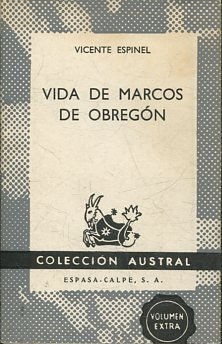 VICENTE ESPINEL
VIDA DE MARCOS
DE OBREGÓN
COLECCIÓN AUSTRAL
ESPASA-CALPE, S. A.
VOLUMEN
EXTRA